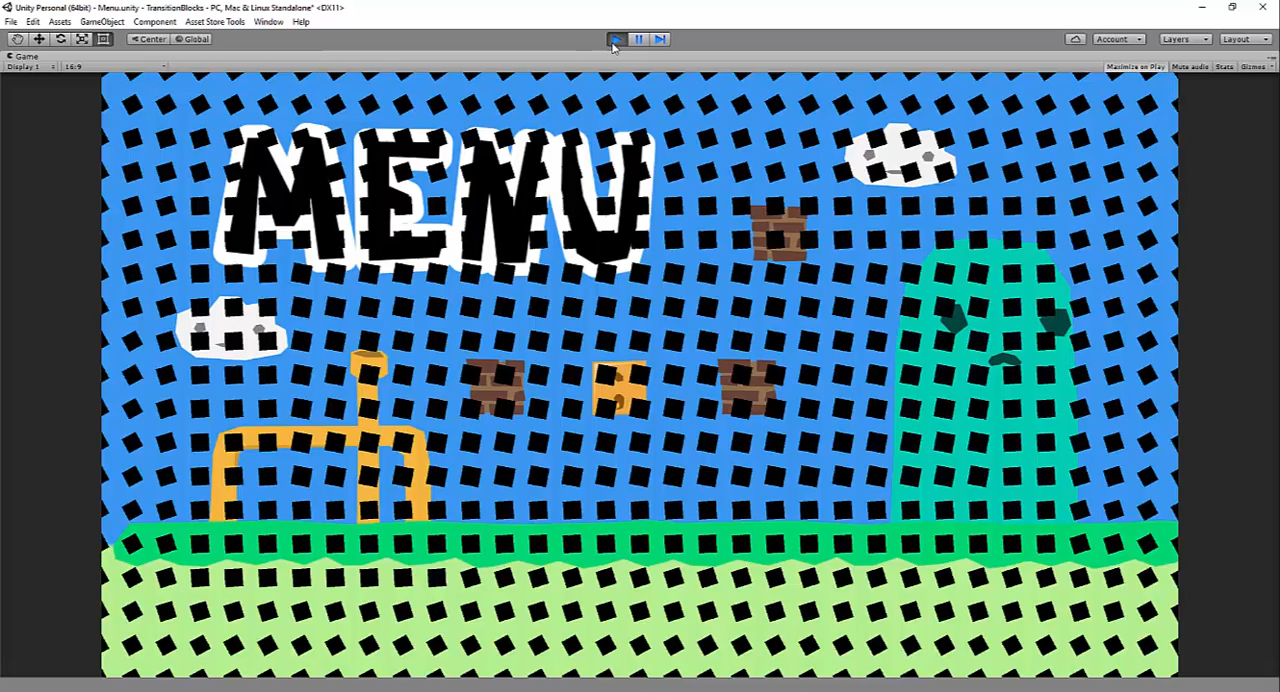 Unity Personal (64bit) - Menu.unity - TransitionBlocks - PC, Mac & Linux Standalone* <DX11>
File Edit Assets GameObject Component Asset Store Tools Window Help
Center Global Account Layers Layout
Game
Display 1 16:9 Maximize on Play Mute audio Stats Gizmos
MENU